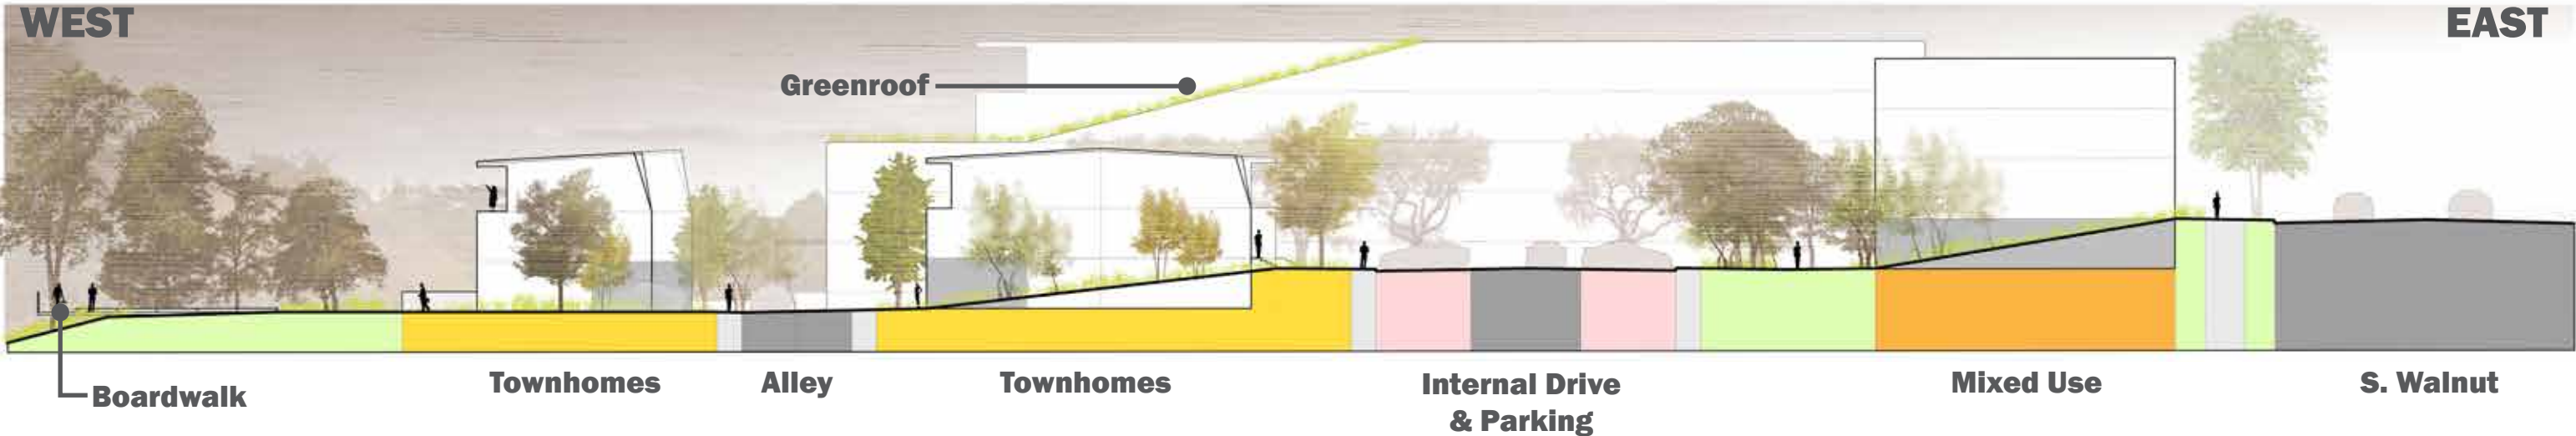 WEST
EAST
Greenroof
Boardwalk
Townhomes
Alley
Townhomes
Internal Drive
& Parking
Mixed Use
S. Walnut